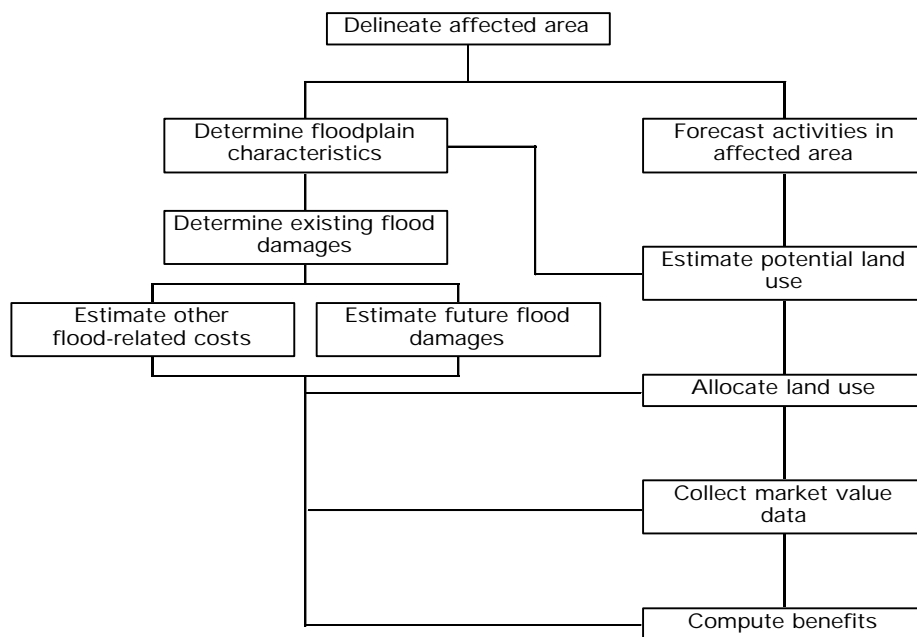 Delineate affected area
Determine floodplain
characteristics
Forecast activities in
affected area
Determine existing flood
damages
Estimate potential land
use
Estimate other
flood-related costs
Estimate future flood
damages
Allocate land use
Collect market value
data
Compute benefits